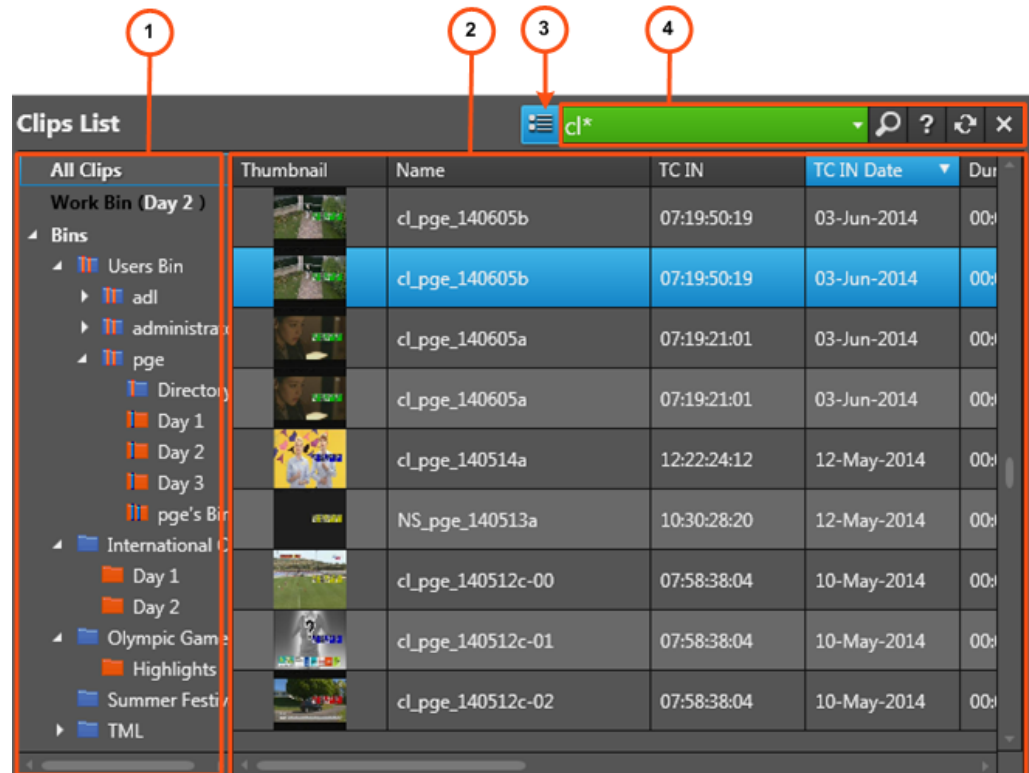 1 2 3 4
Clips List
cl*
?
All Clips
Work Bin (Day 2 )
Bins
Users Bin
adl
pge
Day 1
Day 2
Day 3
pge's
International
Day 1
Day 2
Olympic
Highlights
Summer
TML
Thumbnail Name TC IN TC IN Date
cl_pge_140605b 07:19:50:19 03-Jun-2014
cl_pge_140605b 07:19:50:19 03-Jun-2014
cl_pge_140605a 07:19:21:01 03-Jun-2014
cl_pge_140605a 07:19:21:01 03-Jun-2014
cl_pge_140514a 12:22:24:12 12-May-2014
NS_pge_140513a 10:30:28:20 12-May-2014
cl_pge_140512c-00 07:58:38:04 10-May-2014
cl_pge_140512c-01 07:58:38:04 10-May-2014
cl_pge_140512c-02 07:58:38:04 10-May-2014